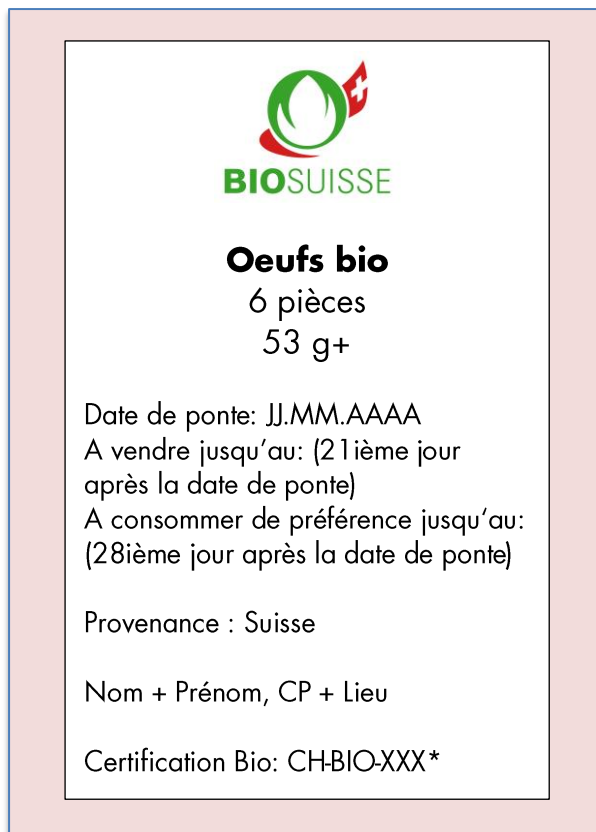 BIOSUISSE
Oeufs bio
6 pièces
53 g+
Date de ponte: JJ.MM.AAAA
A vendre jusqu’au: (21ième jour
après la date de ponte)
A consommer de préférence jusqu‘au:
(28ième jour après la date de ponte)
Provenance : Suisse
Nom + Prénom, CP + Lieu
Certification Bio: CH-BIO-XXX*